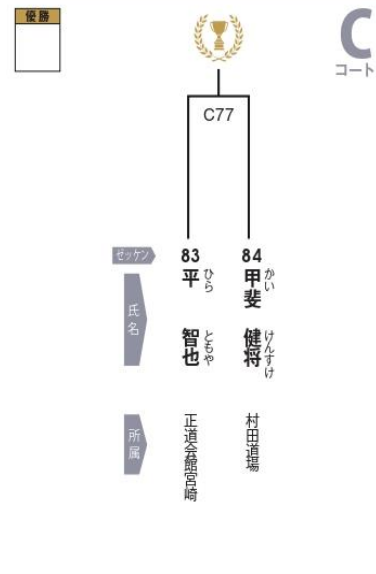 優勝
C
コート
C77
ゼッケン
83
84
氏名
平 智也
ひら ともや
甲斐 健将
かい けんすけ
所属
正道会館宮崎
村田道場